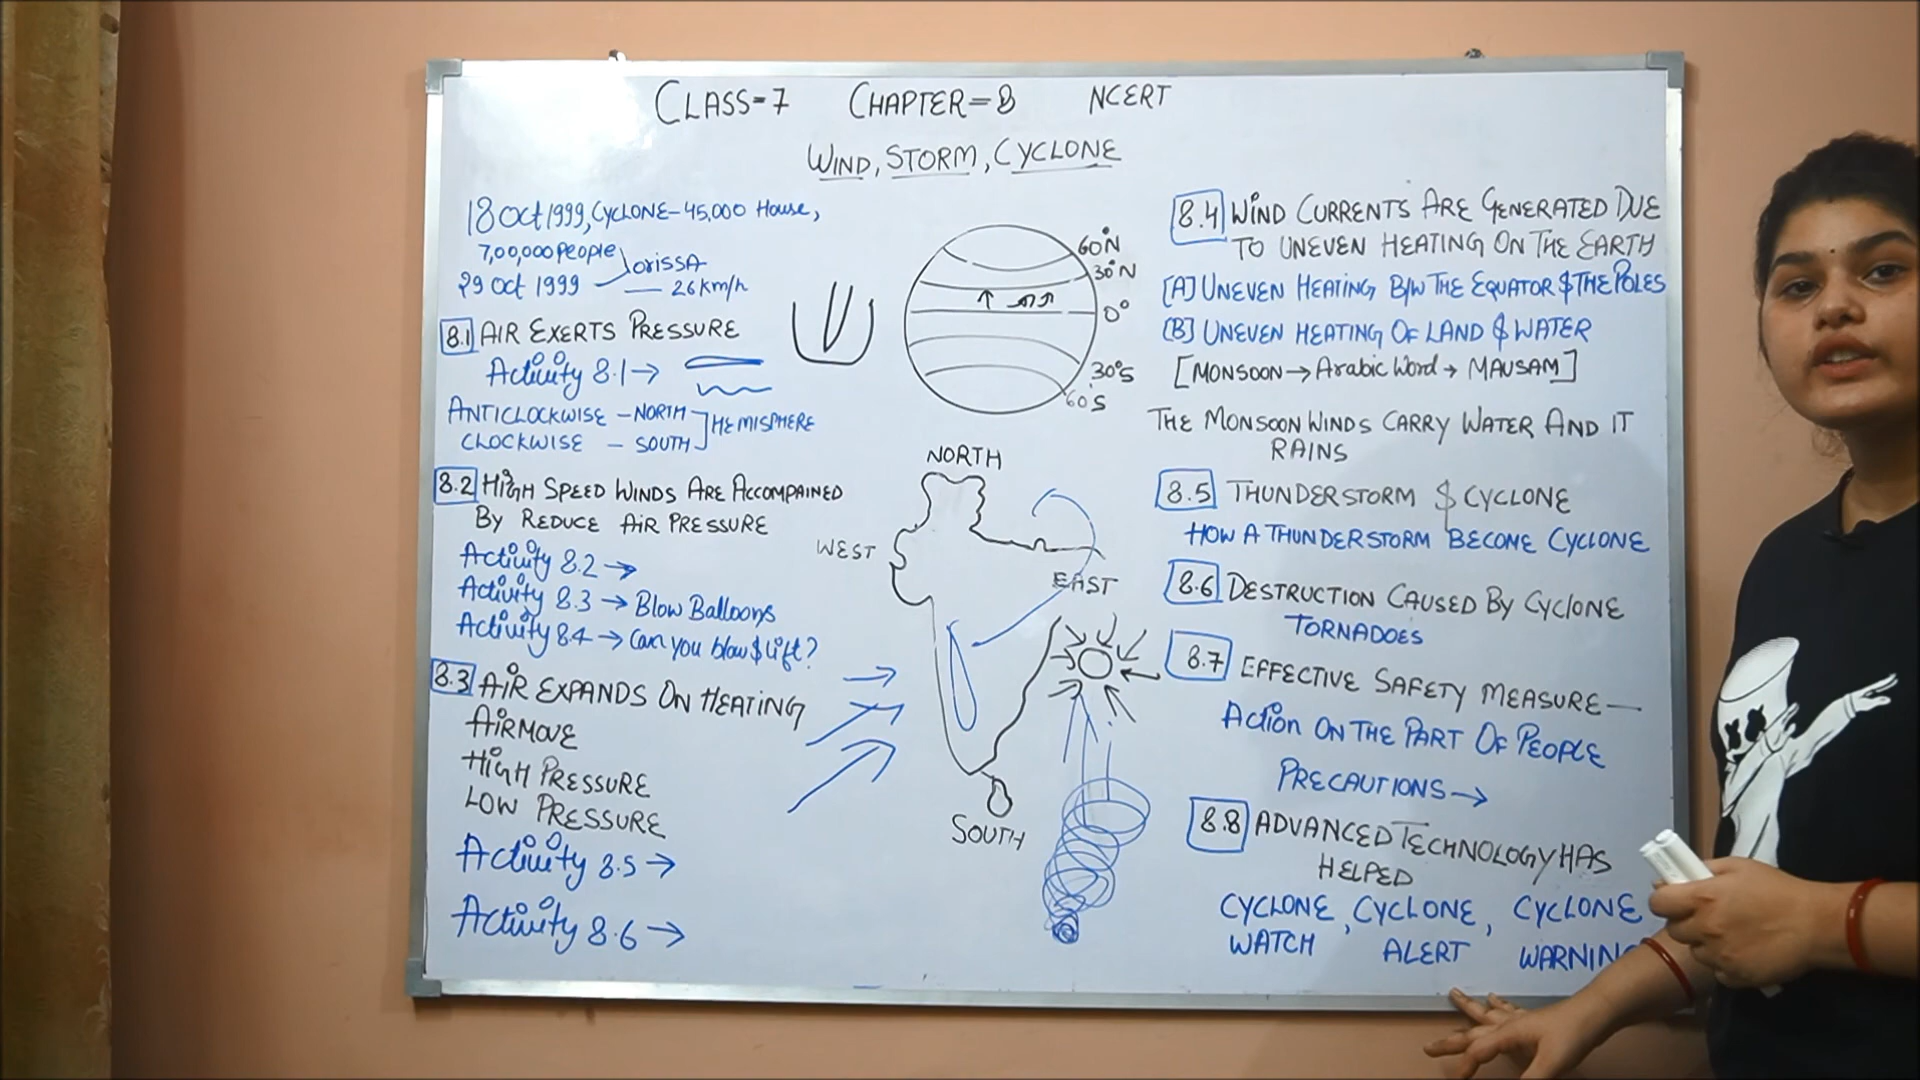 CLASS=7 CHAPTER=8 NCERT
WIND, STORM, CYCLONE
18 Oct 1999, CYCLONE - 45,000 House,
7,00,000 people
29 Oct 1999
Orissa
26 km/h
8.1 AIR EXERTS PRESSURE
Activity 8.1 →
ANTICLOCKWISE - NORTH
CLOCKWISE - SOUTH
HEMISPHERE
8.2 HIGH SPEED WINDS ARE ACCOMPAINED
BY REDUCE AIR PRESSURE
Activity 8.2 →
Activity 8.3 → Blow Balloons
Activity 8.4 → Can you blow & lift?
8.3 AIR EXPANDS ON HEATING
AIRMOVE
HIGH PRESSURE
LOW PRESSURE
Activity 8.5 →
Activity 8.6 →
60°N
30°N
0°
30°S
60°S
NORTH
WEST
EAST
SOUTH
8.4 WIND CURRENTS ARE GENERATED DUE
TO UNEVEN HEATING ON THE EARTH
[A] UNEVEN HEATING B/W THE EQUATOR & THE POLES
[B] UNEVEN HEATING OF LAND & WATER
[MONSOON → Arabic Word → MAUSAM]
THE MONSOON WINDS CARRY WATER AND IT
RAINS
8.5 THUNDERSTORM & CYCLONE
HOW A THUNDERSTORM BECOME CYCLONE
8.6 DESTRUCTION CAUSED BY CYCLONE
TORNADOES
8.7 EFFECTIVE SAFETY MEASURE —
ACTION ON THE PART OF PEOPLE
PRECAUTIONS →
8.8 ADVANCED TECHNOLOGY HAS
HELPED
CYCLONE, CYCLONE, CYCLONE
WATCH ALERT WARNING